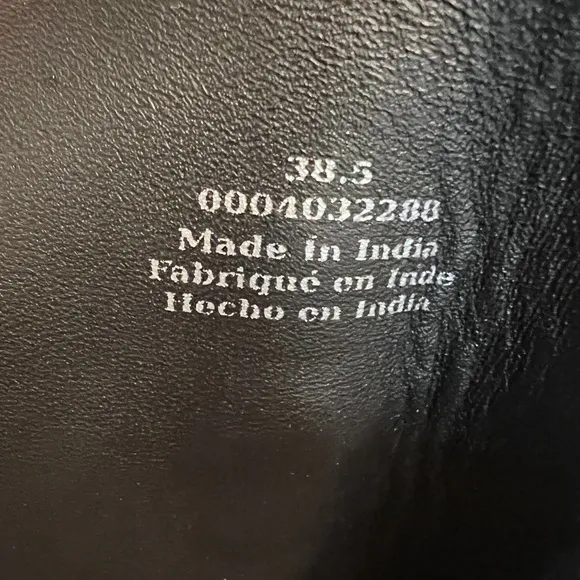 38.5
0004032288
Made in India
Fabriqué en Inde
Hecho en India